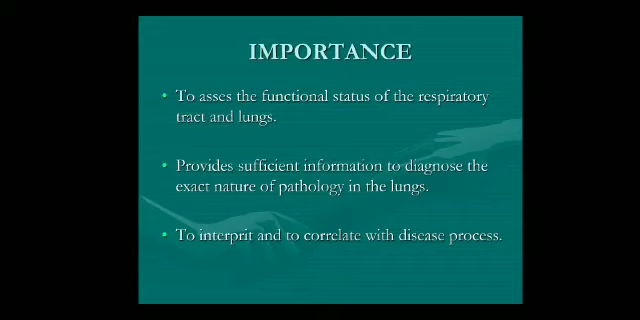 IMPORTANCE
• To asses the functional status of the respiratory
tract and lungs.
• Provides sufficient information to diagnose the
exact nature of pathology in the lungs.
• To interprit and to correlate with disease process.